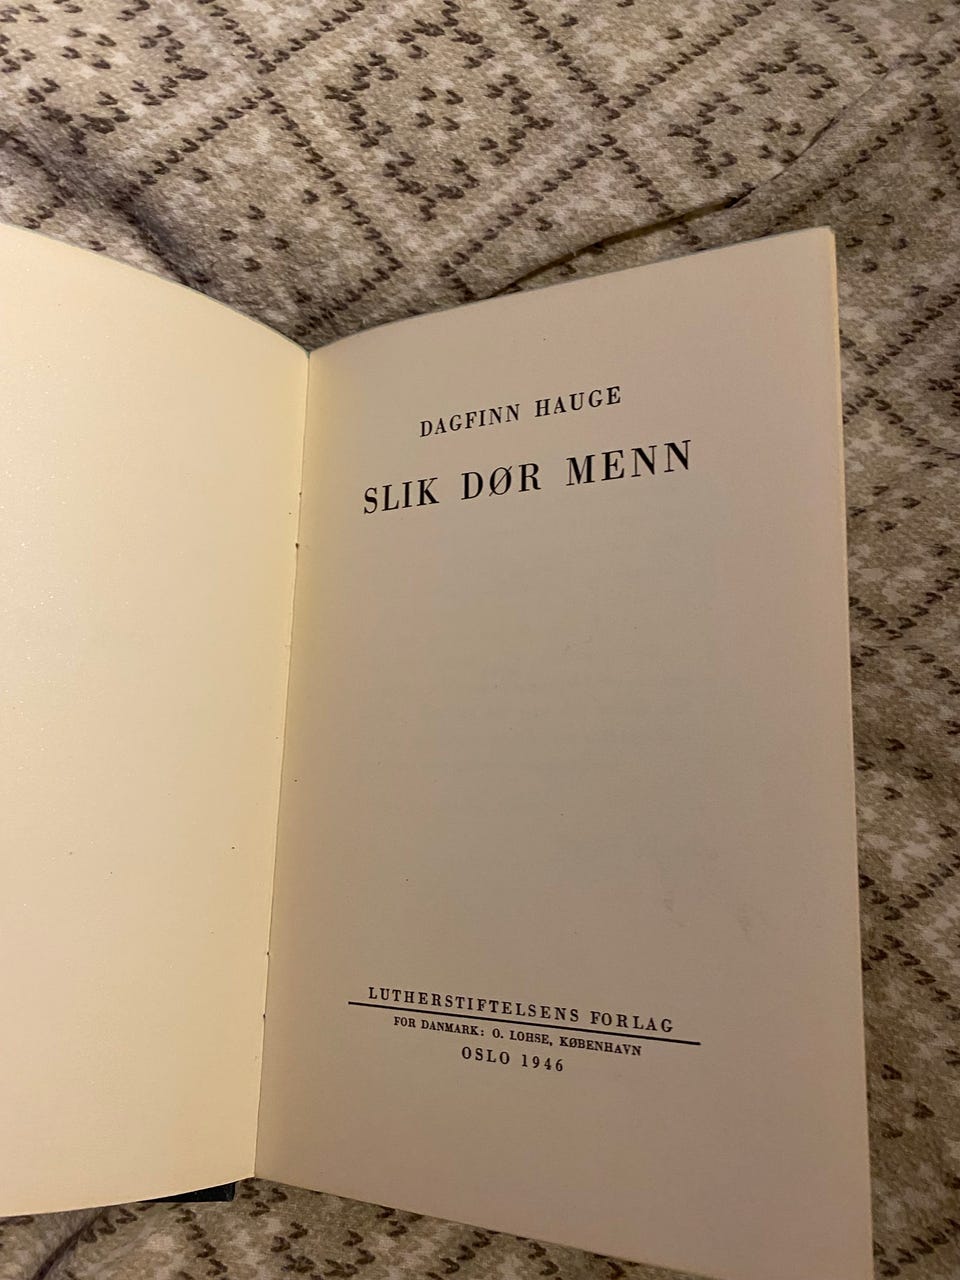 DAGFINN HAUGE
SLIK DØR MENN
LUTHERSTIFTELSENS FORLAG
FOR DANMARK: O. LOHSE, KØBENHAVN
OSLO 1946